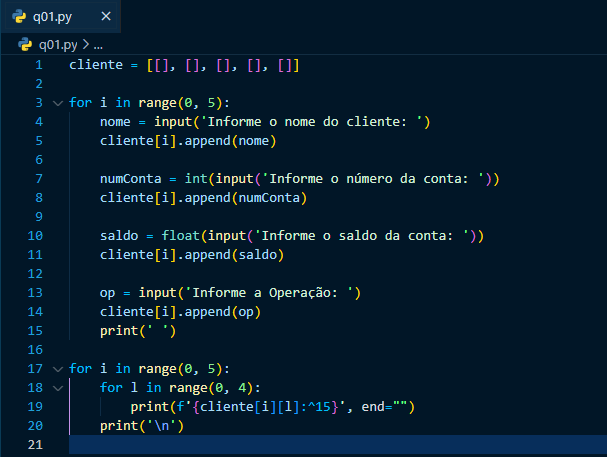 q01.py ×
q01.py > ...
1 cliente = [[], [], [], [], []]
2
3 for i in range(0, 5):
4     nome = input('Informe o nome do cliente: ')
5     cliente[i].append(nome)
6
7     numConta = int(input('Informe o número da conta: '))
8     cliente[i].append(numConta)
9
10     saldo = float(input('Informe o saldo da conta: '))
11     cliente[i].append(saldo)
12
13     op = input('Informe a Operação: ')
14     cliente[i].append(op)
15     print(' ')
16
17 for i in range(0, 5):
18     for l in range(0, 4):
19         print(f'{cliente[i][l]:^15}', end="")
20     print('\n')
21